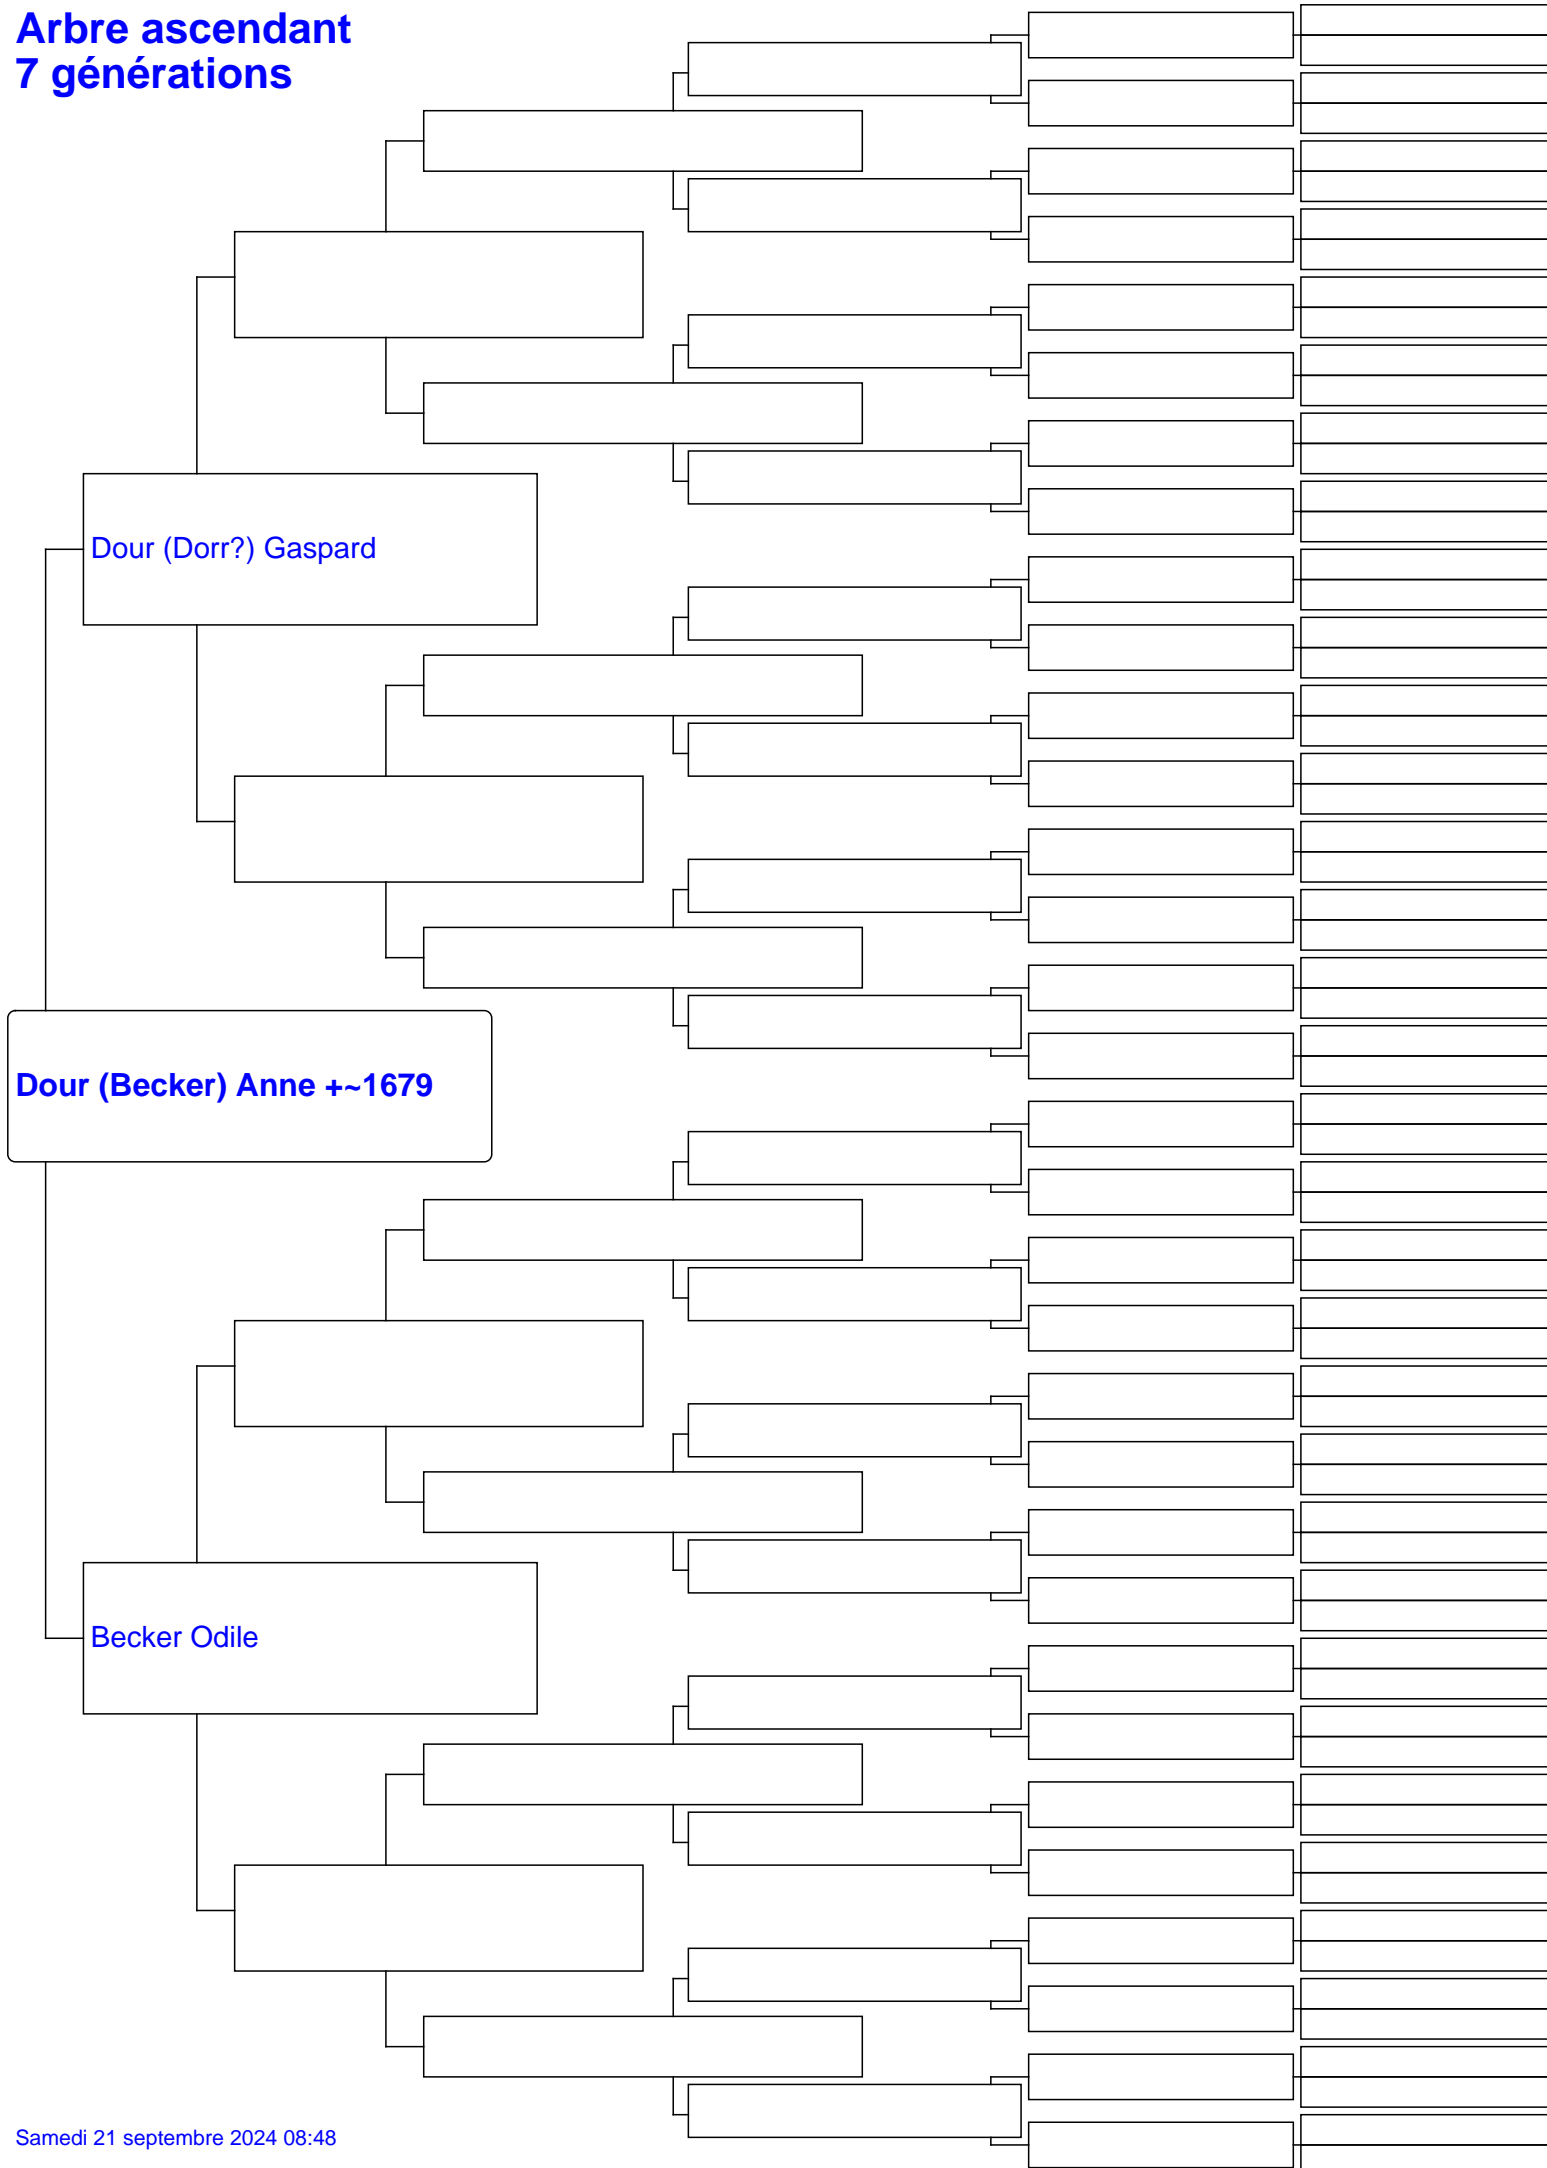 Arbre ascendant
7 générations
Dour (Dorr?) Gaspard
Dour (Becker) Anne +~1679
Becker Odile
Samedi 21 septembre 2024 08:48